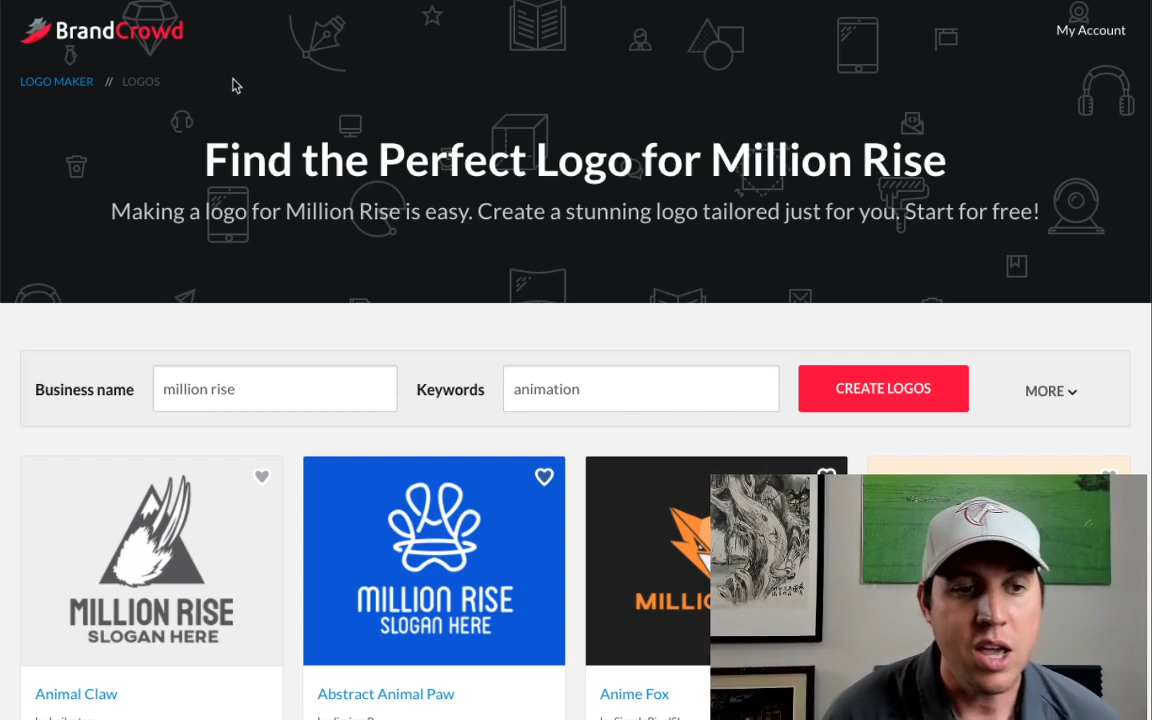 BrandCrowd
My Account
LOGO MAKER // LOGOS
Find the Perfect Logo for Million Rise
Making a logo for Million Rise is easy. Create a stunning logo tailored just for you. Start for free!
Business name
million rise
Keywords
animation
CREATE LOGOS
MORE
MILLION RISE
SLOGAN HERE
MILLION RISE
SLOGAN HERE
Animal Claw
Abstract Animal Paw
Anime Fox